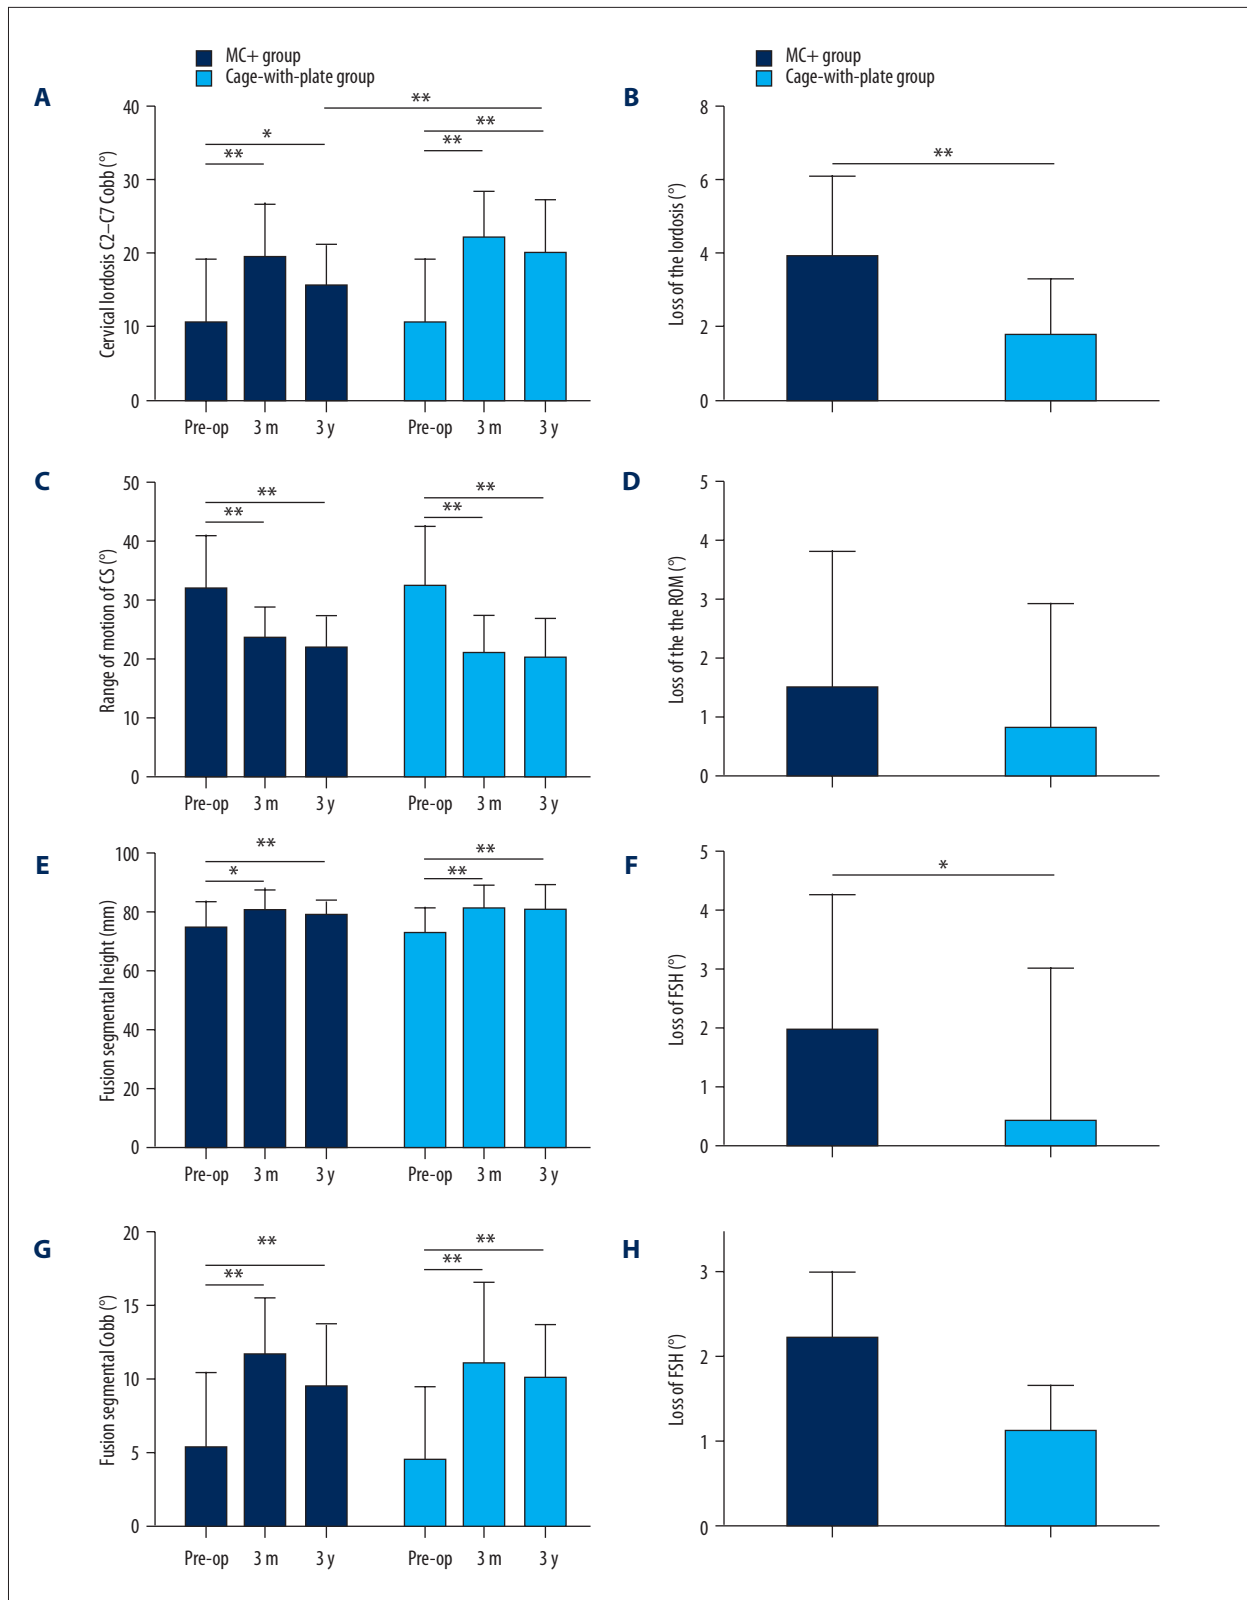 MC+ group
Cage-with-plate group
A
Cervical lordosis C2–C7 Cobb (°)
40
30
20
10
0
**
*
**
**
**
Pre-op 3 m 3 y Pre-op 3 m 3 y
MC+ group
Cage-with-plate group
B
Loss of the lordosis (°)
8
6
4
2
0
**
C
Range of motion of CS (°)
50
40
30
20
10
0
**
**
**
**
Pre-op 3 m 3 y Pre-op 3 m 3 y
D
Loss of the the ROM (°)
5
4
3
2
1
0
E
Fusion segmental height (mm)
100
80
60
40
20
0
**
*
**
**
Pre-op 3 m 3 y Pre-op 3 m 3 y
F
Loss of FSH (°)
5
4
3
2
1
0
*
G
Fusion segmental Cobb (°)
20
15
10
5
0
**
**
**
**
Pre-op 3 m 3 y Pre-op 3 m 3 y
H
Loss of FSH (°)
3
2
1
0